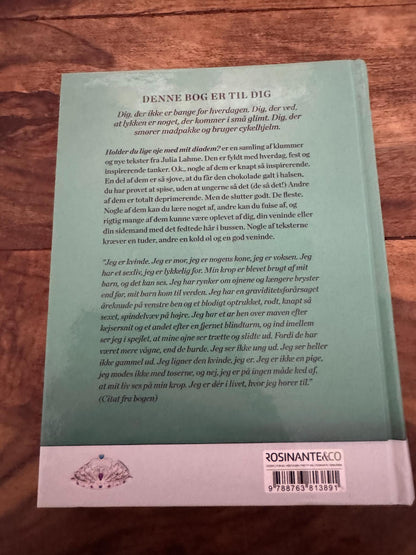 DENNE BOG ER TIL DIG
Dig, der ikke er bange for hverdagen. Dig, der ved,
at lykken er noget, der kommer i små glimt. Dig, der
smører madpakke og bruger cykelhjelm.
Holder du lige øje med mit diadem? er en samling af klummer
og nye tekster fra Julia Lahme. Den er fyldt med hverdag, fest og
inspirerende tanker. O.k., nogle af dem er knapt så inspirerende.
En del af dem er så sjove, at du får den chokolade galt i halsen,
du har prøvet at spise, uden at ungerne så det (de så det!) Andre
af dem er totalt deprimerende. Men de slutter godt. De fleste.
Nogle af dem kan du lære noget af, andre kan du fnise af, og
rigtig mange af dem kunne være oplevet af dig, din veninde eller
din sidemand med det fedtede hår i bussen. Nogle af teksterne
kræver en tuder, andre en kold øl og en god veninde.
"Jeg er kvinde. Jeg er mor, jeg er nogens kone, jeg er voksen. Jeg
har et sexliv, jeg er lykkelig for. Min krop er blevet brugt af mit
barn, og det kan ses. Jeg har rynker om øjnene og længere bryster
end før, mit barn kom til verden. Jeg har en graviditetsforårsaget
åreknude på venstre ben og et blodigt optrukket, rodt, knapt så
sexet, spindelvæv på højre. Jeg har et ar hen over maven efter
kejsersnit og et andet efter en fjernet blindtarm, og ind imellem
ser jeg i spejlet, at mine øjne ser trætte og slidte ud. Fordi de har
været mere vågne, end de burde. Jeg ser ikke ung ud. Jeg ser heller
ikke gammel ud. Jeg ligner den kvinde, jeg er. Jeg er ikke en pige,
jeg modes ikke med toserne, og nej, jeg er på ingen måde ked af,
at mit liv ses på min krop. Jeg er dér i livet, hvor jeg hører til."
(Citat fra bogen)
ROSINANTE&CO
9 788763 813891